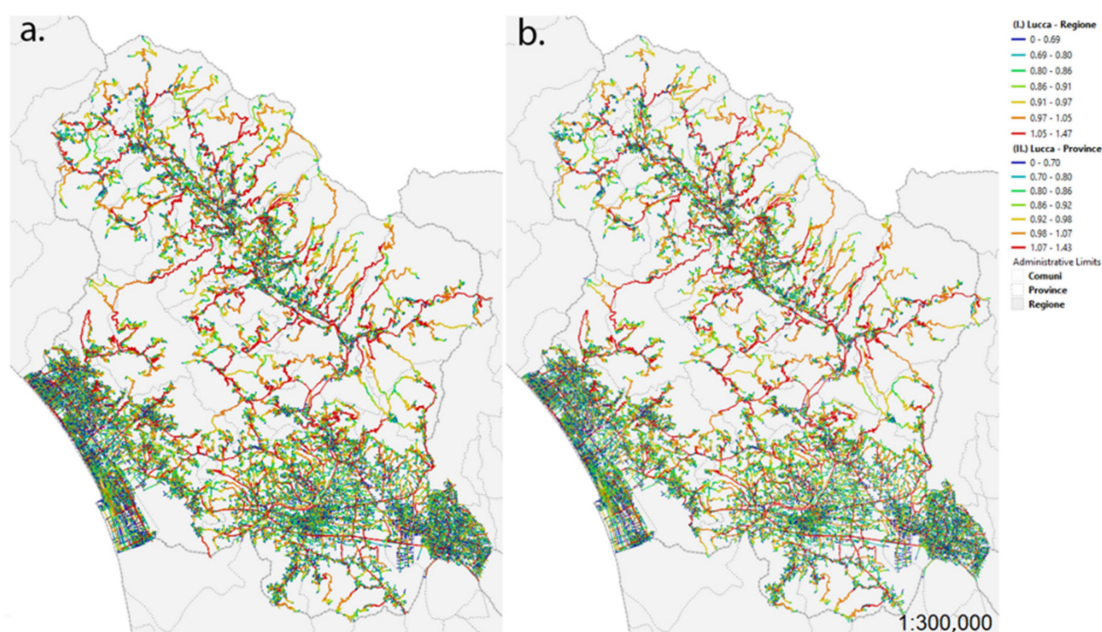 a.
b.
(I.) Lucca - Regione
0 - 0.69
0.69 - 0.80
0.80 - 0.86
0.86 - 0.91
0.91 - 0.97
0.97 - 1.05
1.05 - 1.47
(II.) Lucca - Province
0 - 0.70
0.70 - 0.80
0.80 - 0.86
0.86 - 0.92
0.92 - 0.98
0.98 - 1.07
1.07 - 1.43
Administrative Limits
Comuni
Province
Regione
1:300,000